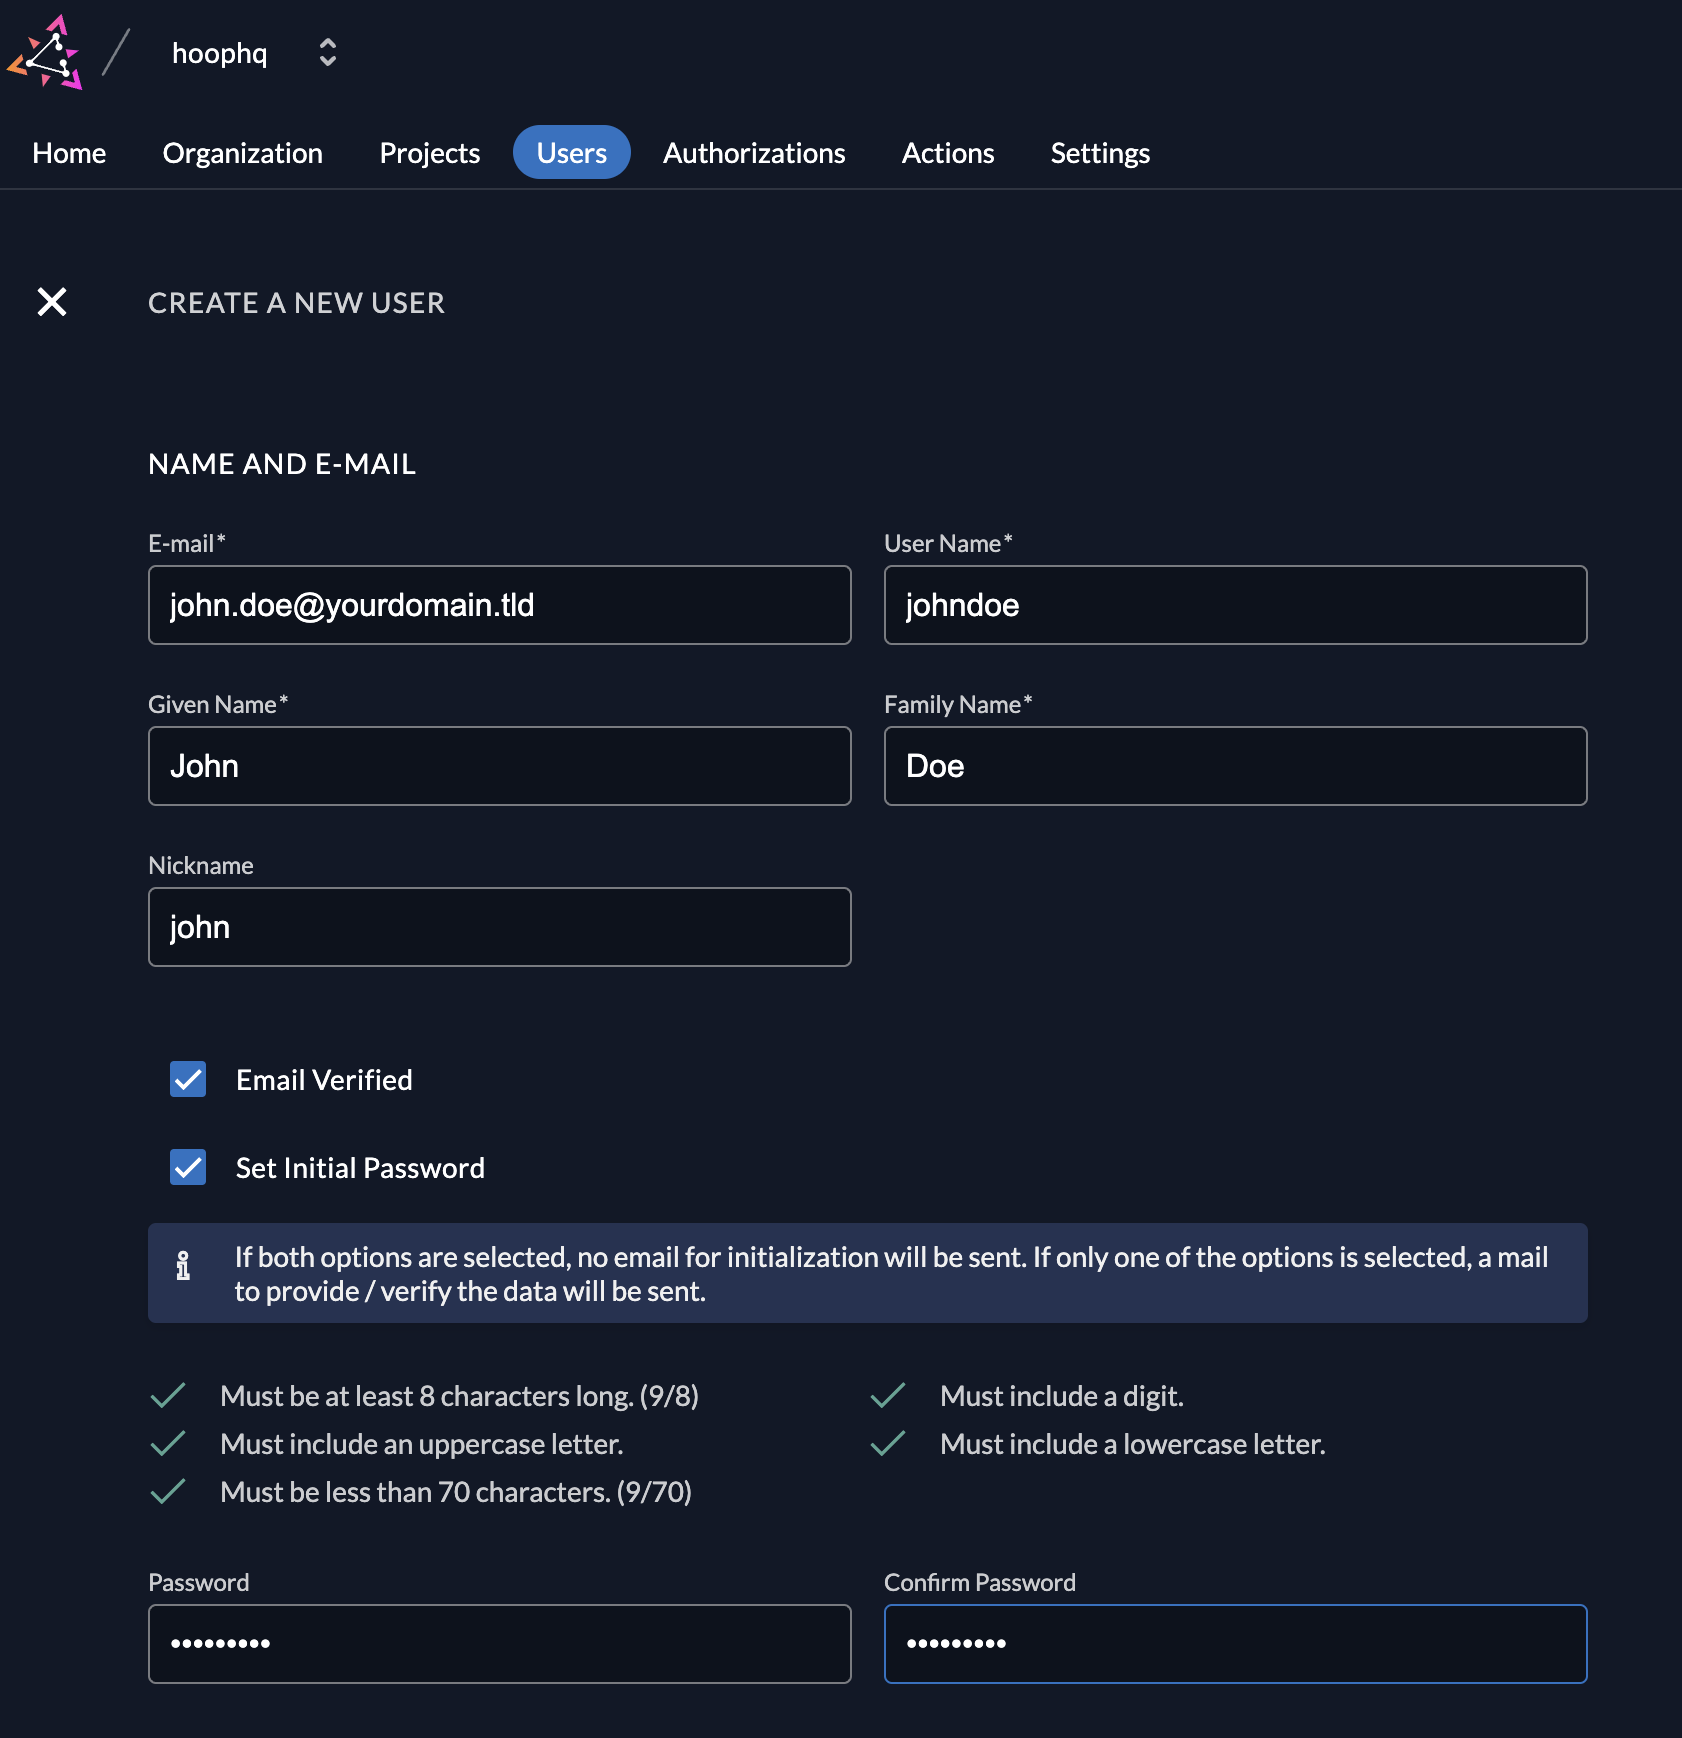 hoophq
Home Organization Projects Users Authorizations Actions Settings
CREATE A NEW USER
NAME AND E-MAIL
E-mail* User Name*
john.doe@yourdomain.tld johndoe
Given Name* Family Name*
John Doe
Nickname
john
Email Verified
Set Initial Password
If both options are selected, no email for initialization will be sent. If only one of the options is selected, a mail
to provide / verify the data will be sent.
Must be at least 8 characters long. (9/8) Must include a digit.
Must include an uppercase letter. Must include a lowercase letter.
Must be less than 70 characters. (9/70)
Password Confirm Password
••••••••• •••••••••